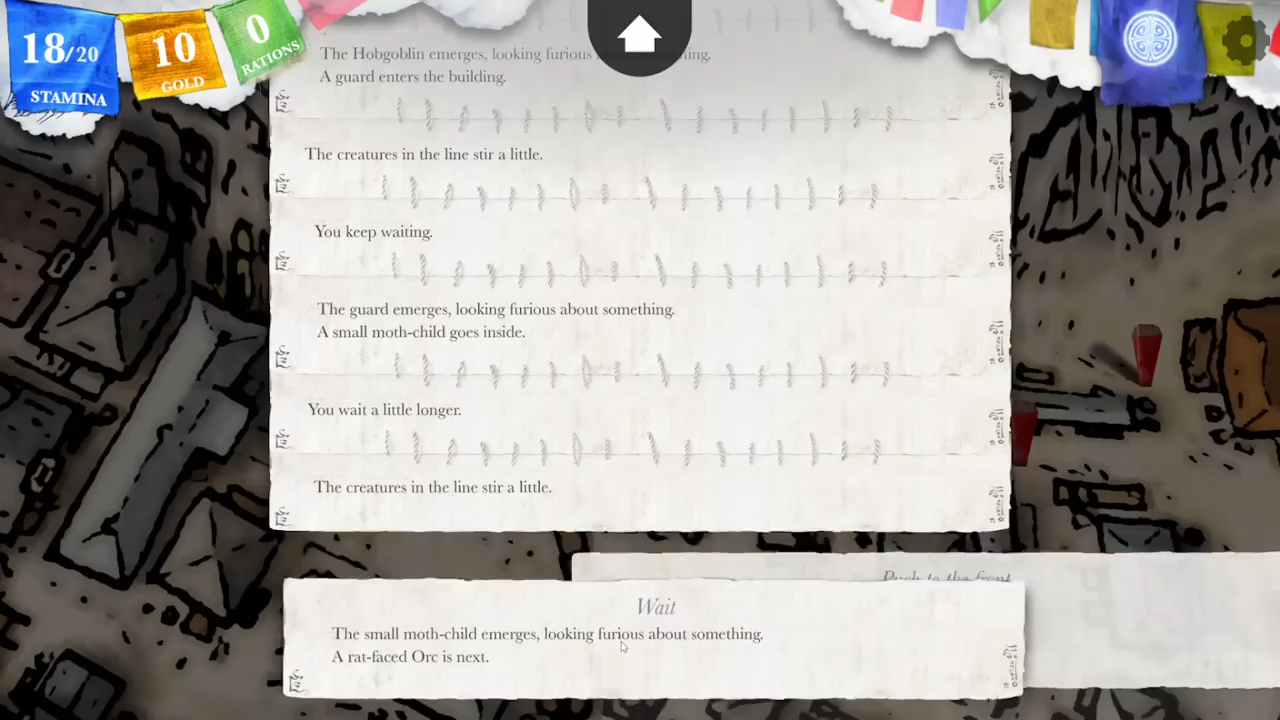 18/20
STAMINA
10
GOLD
0
RATIONS
The Hobgoblin emerges, looking furious
A guard enters the building.
The creatures in the line stir a little.
You keep waiting.
The guard emerges, looking furious about something.
A small moth-child goes inside.
You wait a little longer.
The creatures in the line stir a little.
Push to the front
Wait
The small moth-child emerges, looking furious about something.
A rat-faced Orc is next.